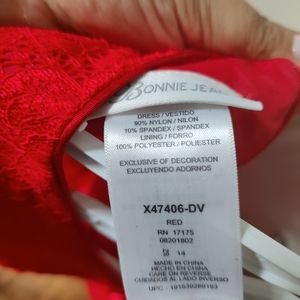 BONNIE JEAN
DRESS / VESTIDO
90% NYLON / NILON
10% SPANDEX / SPANDEX
LINING / FORRO
100% POLYESTER / POLIESTER
EXCLUSIVE OF DECORATION
EXCLUYENDO ADORNOS
X47406-DV
RED
RN 17175
08201802
14
MADE IN CHINA
HECHO EN CHINA
CARE ON REVERSE
CUIDADOS AL LADO INVERSO
UPC